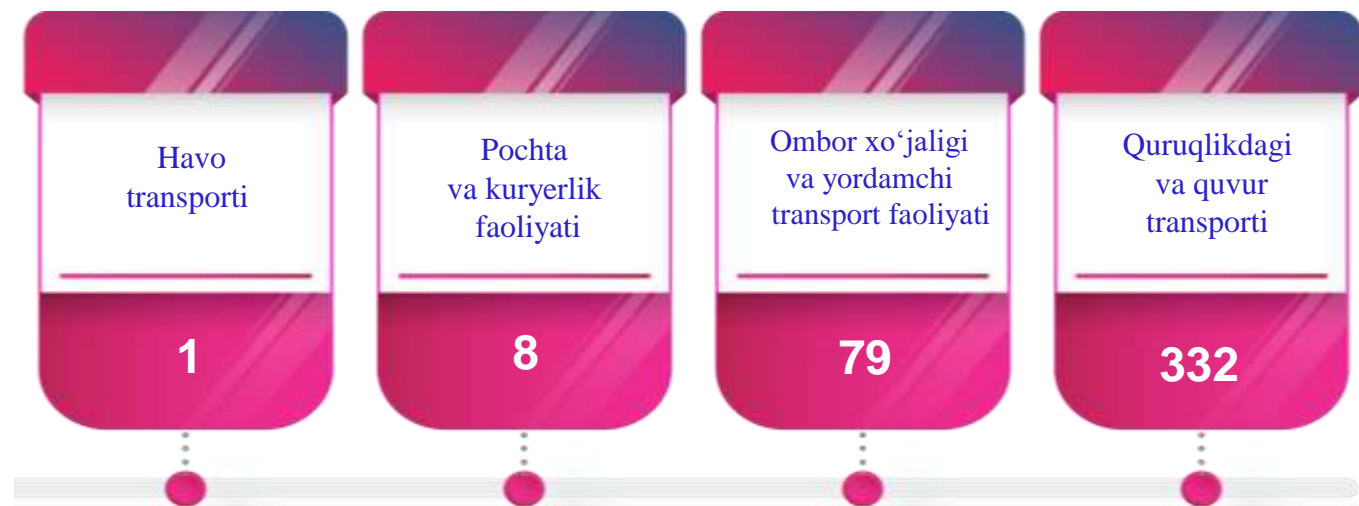 Havo
transporti
1
Pochta
va kuryerlik
faoliyati
8
Ombor xo‘jaligi
va yordamchi
transport faoliyati
79
Quruqlikdagi
va quvur
transporti
332